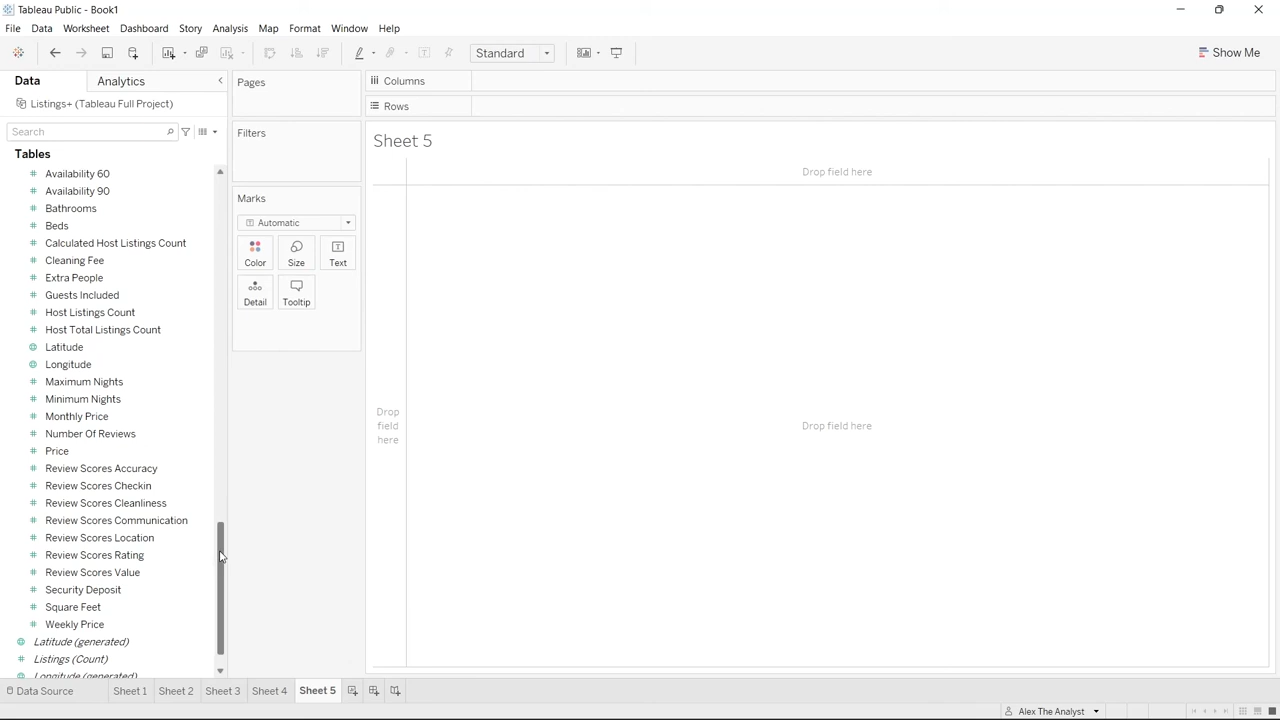 Tableau Public - Book1
File Data Worksheet Dashboard Story Analysis Map Format Window Help
Standard
Show Me
Data Analytics
Listings+ (Tableau Full Project)
Search
Tables
Availability 60
Availability 90
Bathrooms
Beds
Calculated Host Listings Count
Cleaning Fee
Extra People
Guests Included
Host Listings Count
Host Total Listings Count
Latitude
Longitude
Maximum Nights
Minimum Nights
Monthly Price
Number Of Reviews
Price
Review Scores Accuracy
Review Scores Checkin
Review Scores Cleanliness
Review Scores Communication
Review Scores Location
Review Scores Rating
Review Scores Value
Security Deposit
Square Feet
Weekly Price
Latitude (generated)
Listings (Count)
Longitude (generated)
Pages
Filters
Marks
Automatic
Color Size Text
Detail Tooltip
Columns
Rows
Sheet 5
Drop field here
Drop
field
here
Drop field here
Data Source Sheet 1 Sheet 2 Sheet 3 Sheet 4 Sheet 5
Alex The Analyst